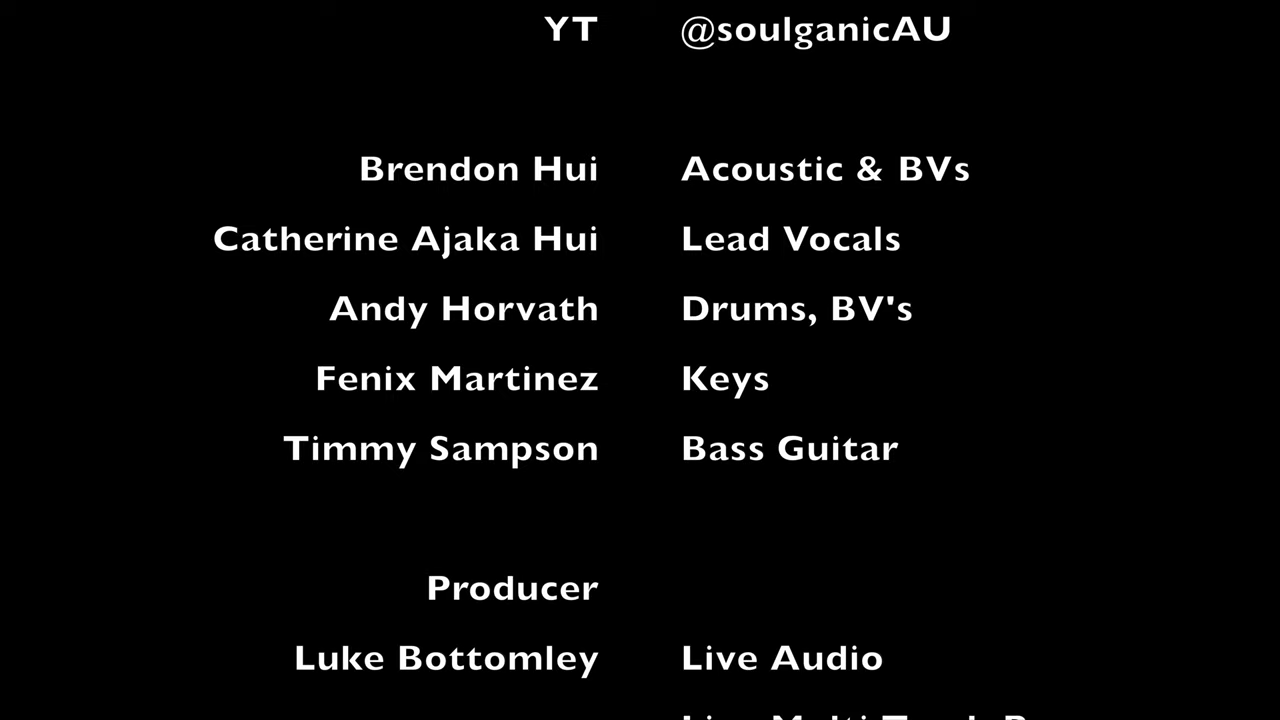 YT @soulganicAU
Brendon Hui Acoustic & BVs
Catherine Ajaka Hui Lead Vocals
Andy Horvath Drums, BV's
Fenix Martinez Keys
Timmy Sampson Bass Guitar
Producer
Luke Bottomley Live Audio